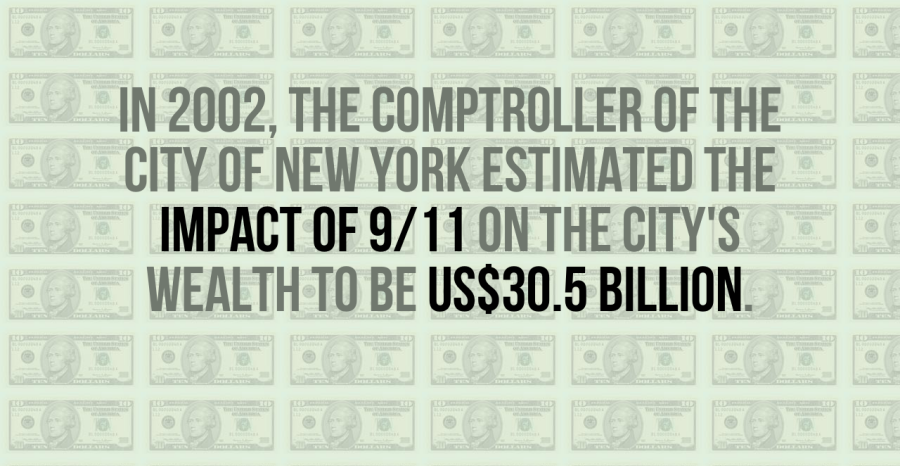 IN 2002, THE COMPTROLLER OF THE
CITY OF NEW YORK ESTIMATED THE
IMPACT OF 9/11 ON THE CITY'S
WEALTH TO BE US$30.5 BILLION.